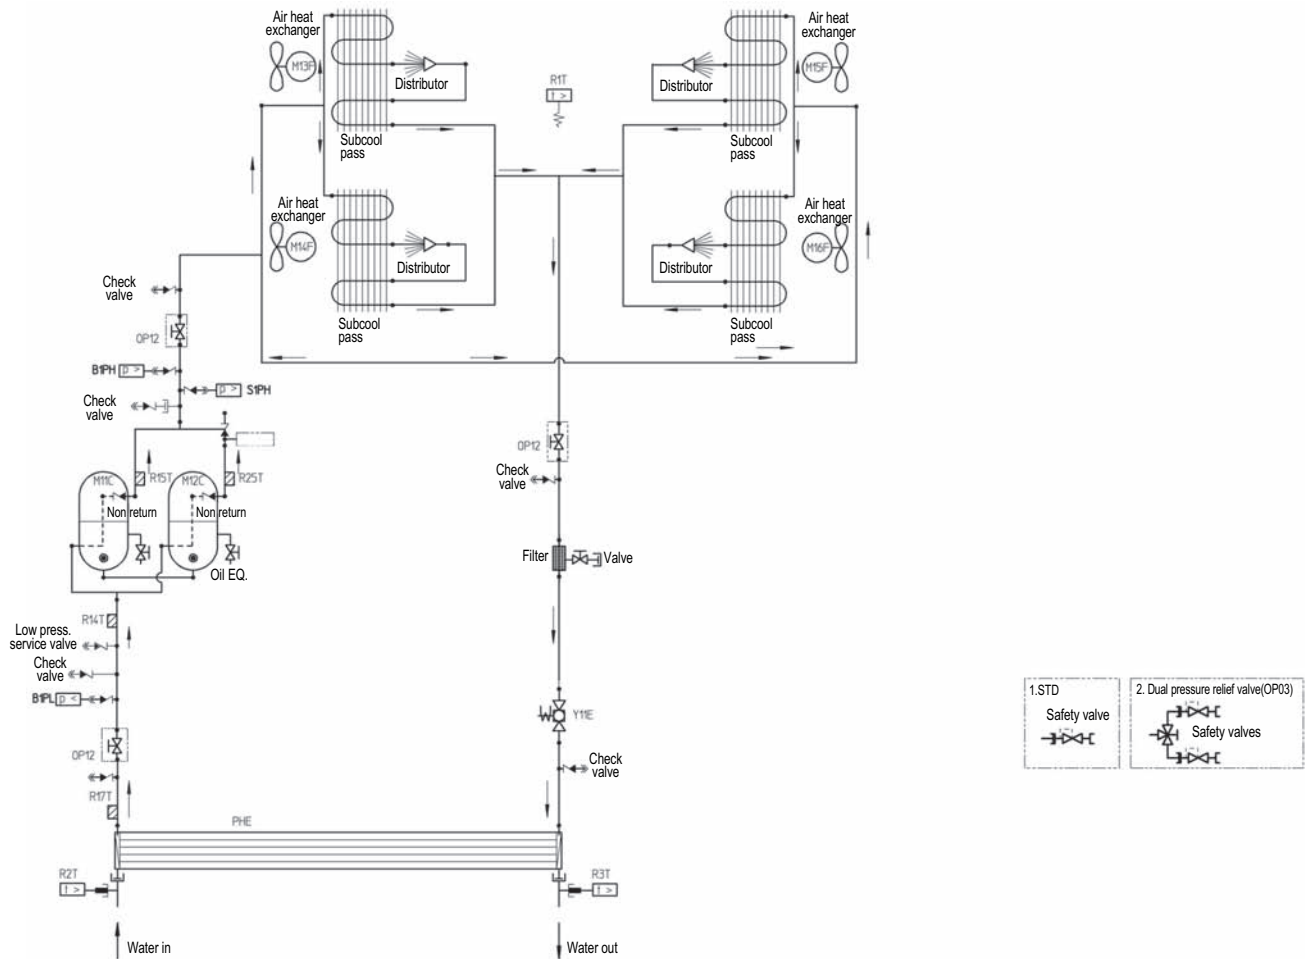 Air heat
exchanger
M13F
Distributor
Subcool
pass
R1T
t >
Air heat
exchanger
M15F
Distributor
Subcool
pass
Air heat
exchanger
M14F
Distributor
Subcool
pass
Air heat
exchanger
M16F
Distributor
Subcool
pass
Check
valve
OP12
B1PH
p >
p >
S1PH
Check
valve
R15T
R25T
M11C
M12C
Non return
Non return
Oil EQ.
OP12
Check
valve
Filter
Valve
R14T
Low press.
service valve
Check
valve
B1PL
p <
OP12
R17T
Y11E
Check
valve
PHE
R2T
t >
R3T
t >
Water in
Water out
1.STD
Safety valve
2. Dual pressure relief valve(OP03)
Safety valves